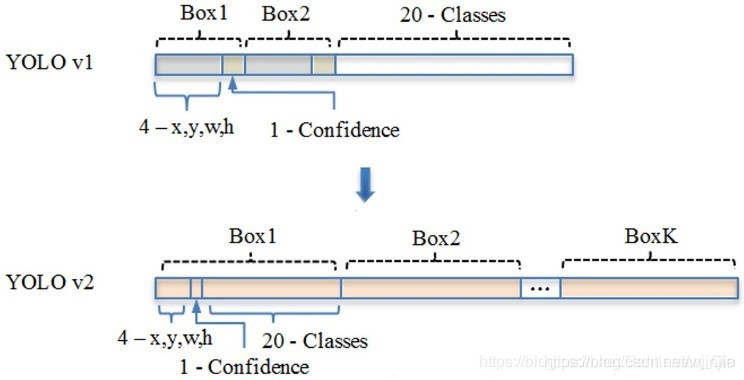 Box1 Box2 20 - Classes
YOLO v1
4 – x,y,w,h 1 - Confidence
Box1 Box2 BoxK
YOLO v2
...
4 – x,y,w,h 20 - Classes
1 - Confidence